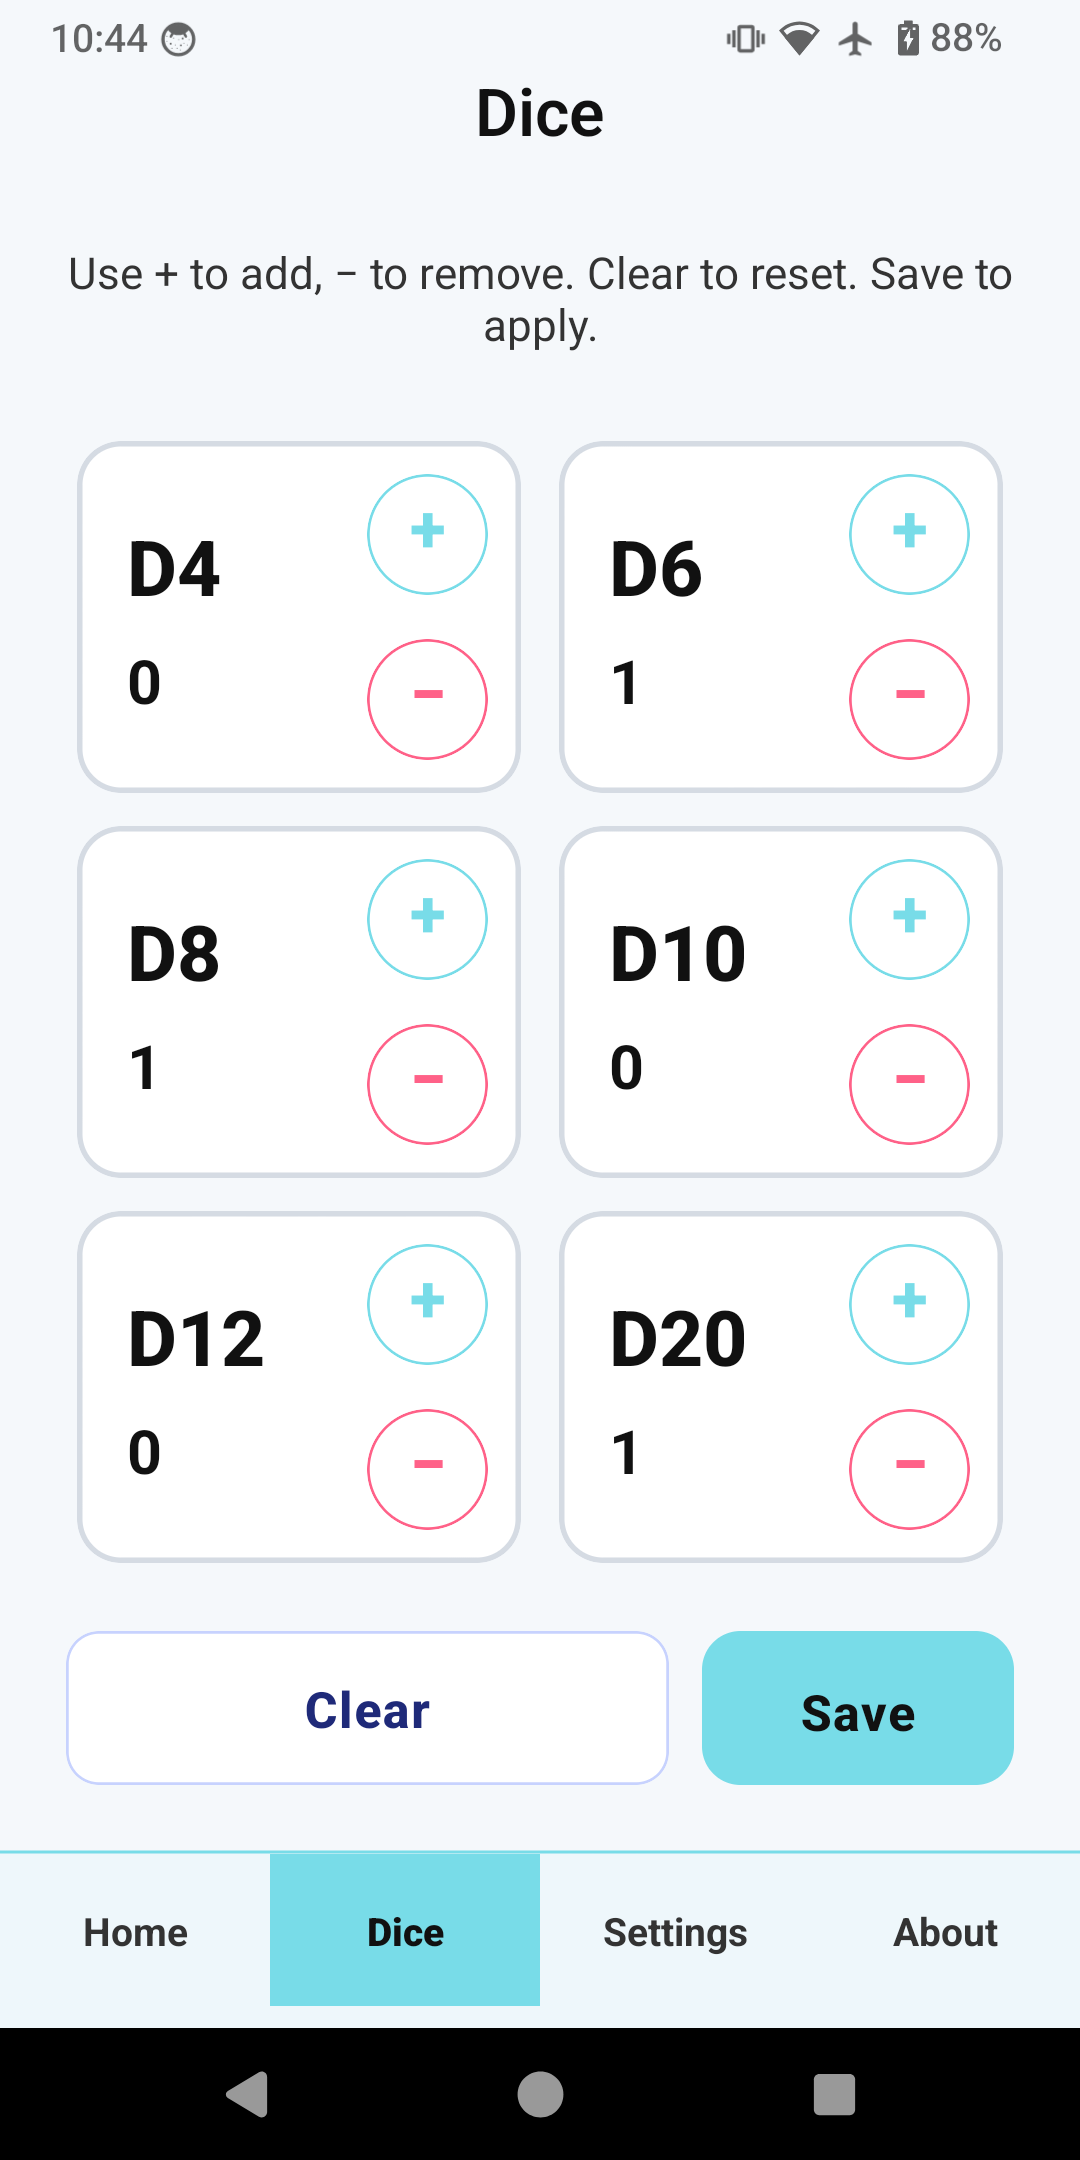 10:44
88%
Dice
Use + to add, − to remove. Clear to reset. Save to
apply.
D4
+
0
−
D6
+
1
−
D8
+
1
−
D10
+
0
−
D12
+
0
−
D20
+
1
−
Clear
Save
Home
Dice
Settings
About